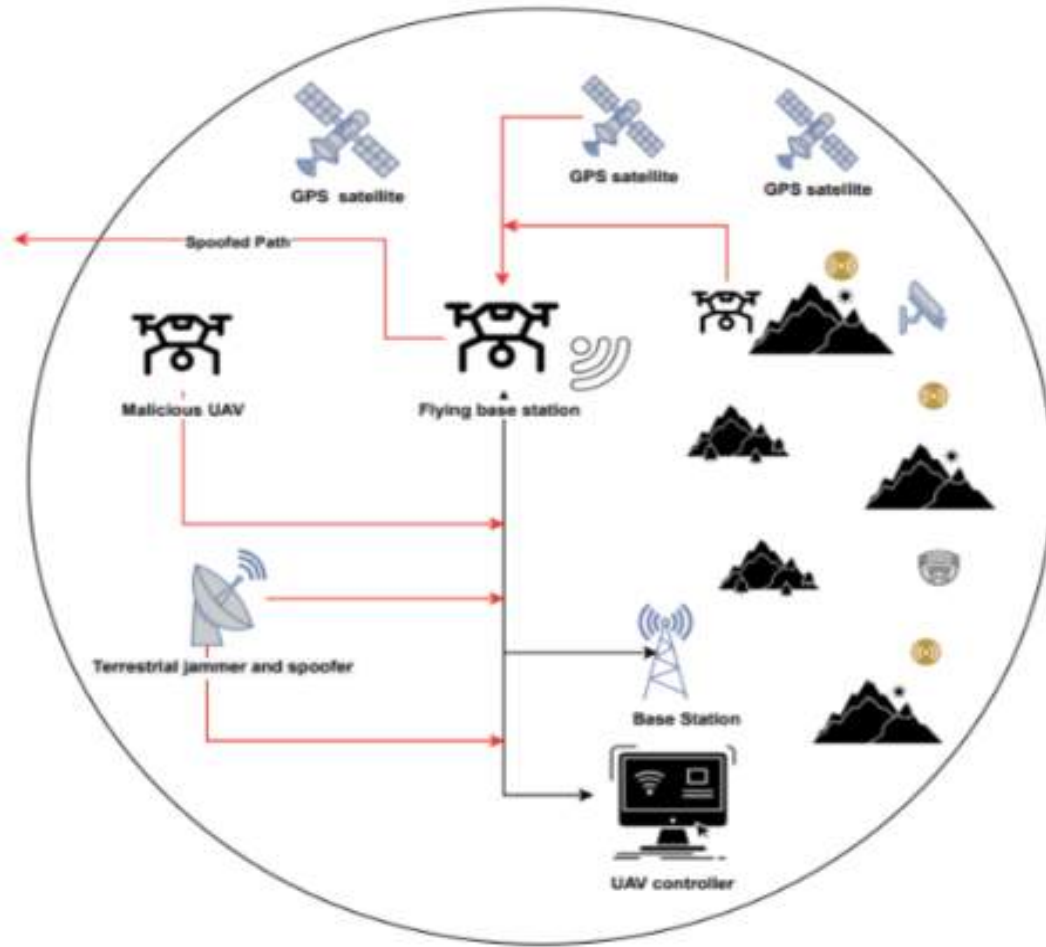 GPS satellite
GPS satellite
GPS satellite
Spoofed Path
Malicious UAV
Flying base station
Terrestrial jammer and spoofer
Base Station
UAV controller